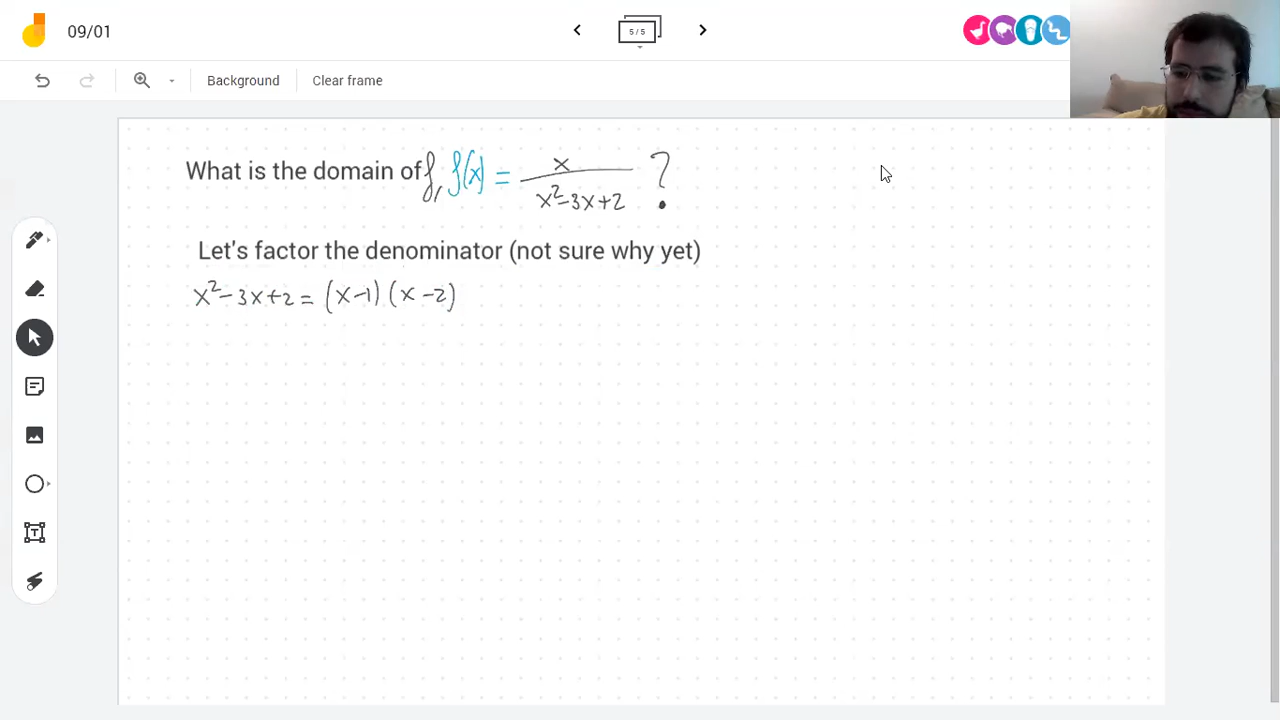 09/01
5/5
Background
Clear frame
What is the domain of f, f(x) = x/(x²-3x+2) ?
Let's factor the denominator (not sure why yet)
x²-3x+2 = (x-1)(x-2)
T